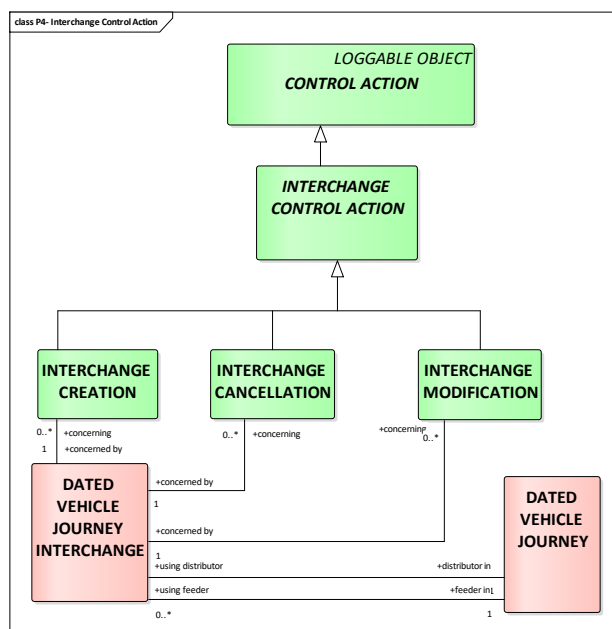 class P4- Interchange Control Action
LOGGABLE OBJECT
CONTROL ACTION
INTERCHANGE
CONTROL ACTION
INTERCHANGE
CREATION
INTERCHANGE
CANCELLATION
INTERCHANGE
MODIFICATION
0..* +concerning
0..* +concerning
+concerning
0..*
1 +concerned by
DATED
VEHICLE
JOURNEY
INTERCHANGE
+concerned by
1
+concerned by
1
DATED
VEHICLE
JOURNEY
+using distributor +distributor in
+using feeder +feeder in 1
0..* 1